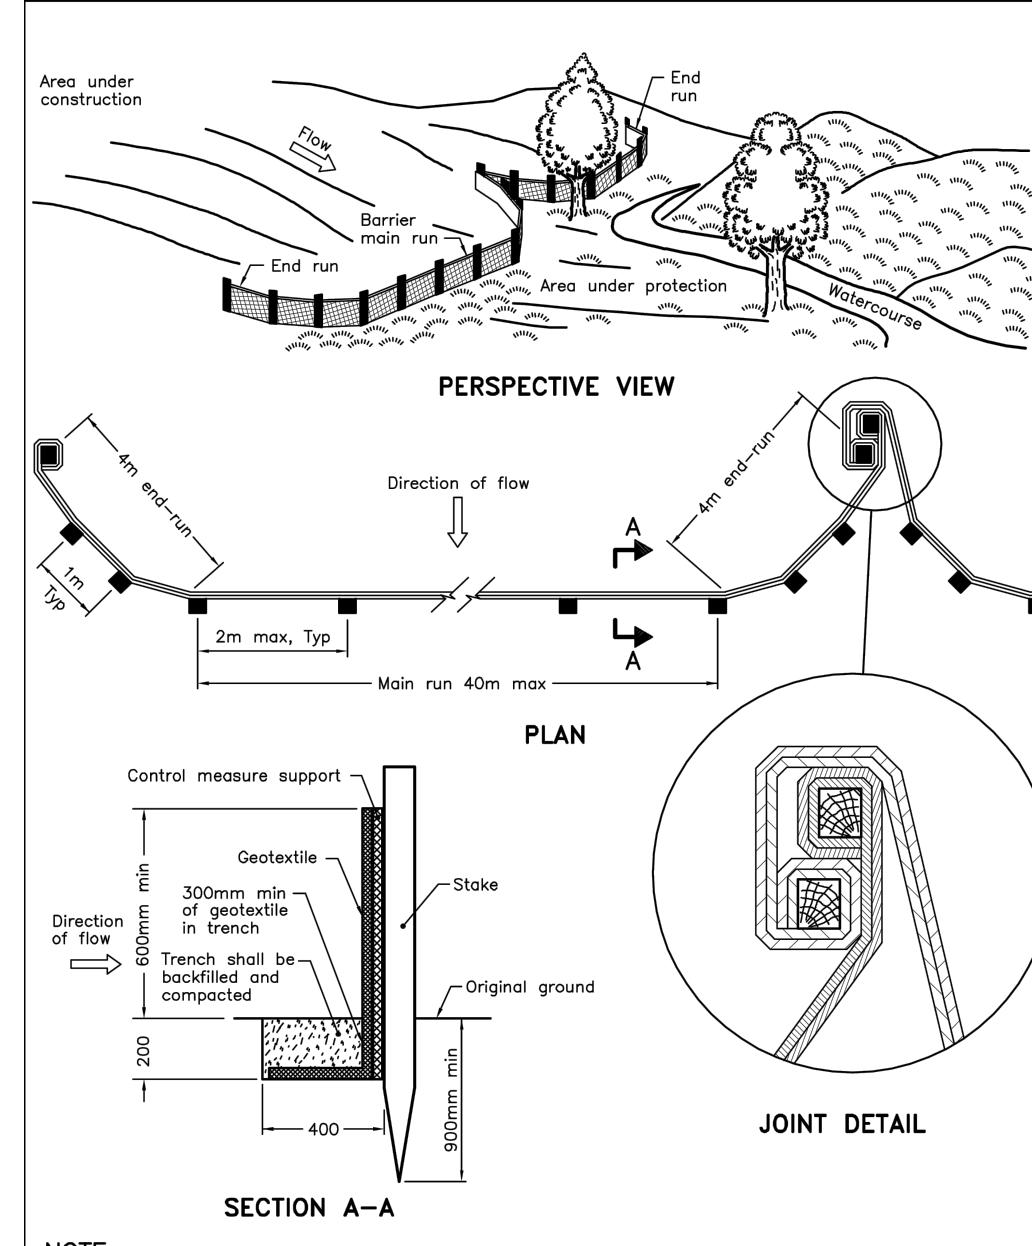 Area under
construction
End
run
Flow
Barrier
main run
End run
Area under protection
Watercourse
PERSPECTIVE VIEW
4m end-run
4m end-run
Direction of flow
A
1m
Typ
2m max, Typ
A
Main run 40m max
PLAN
Control measure support
Geotextile
300mm min
of geotextile
in trench
Stake
600mm min
Direction
of flow
Trench shall be
backfilled and
compacted
Original ground
200
400
900mm min
JOINT DETAIL
SECTION A-A
NOTE